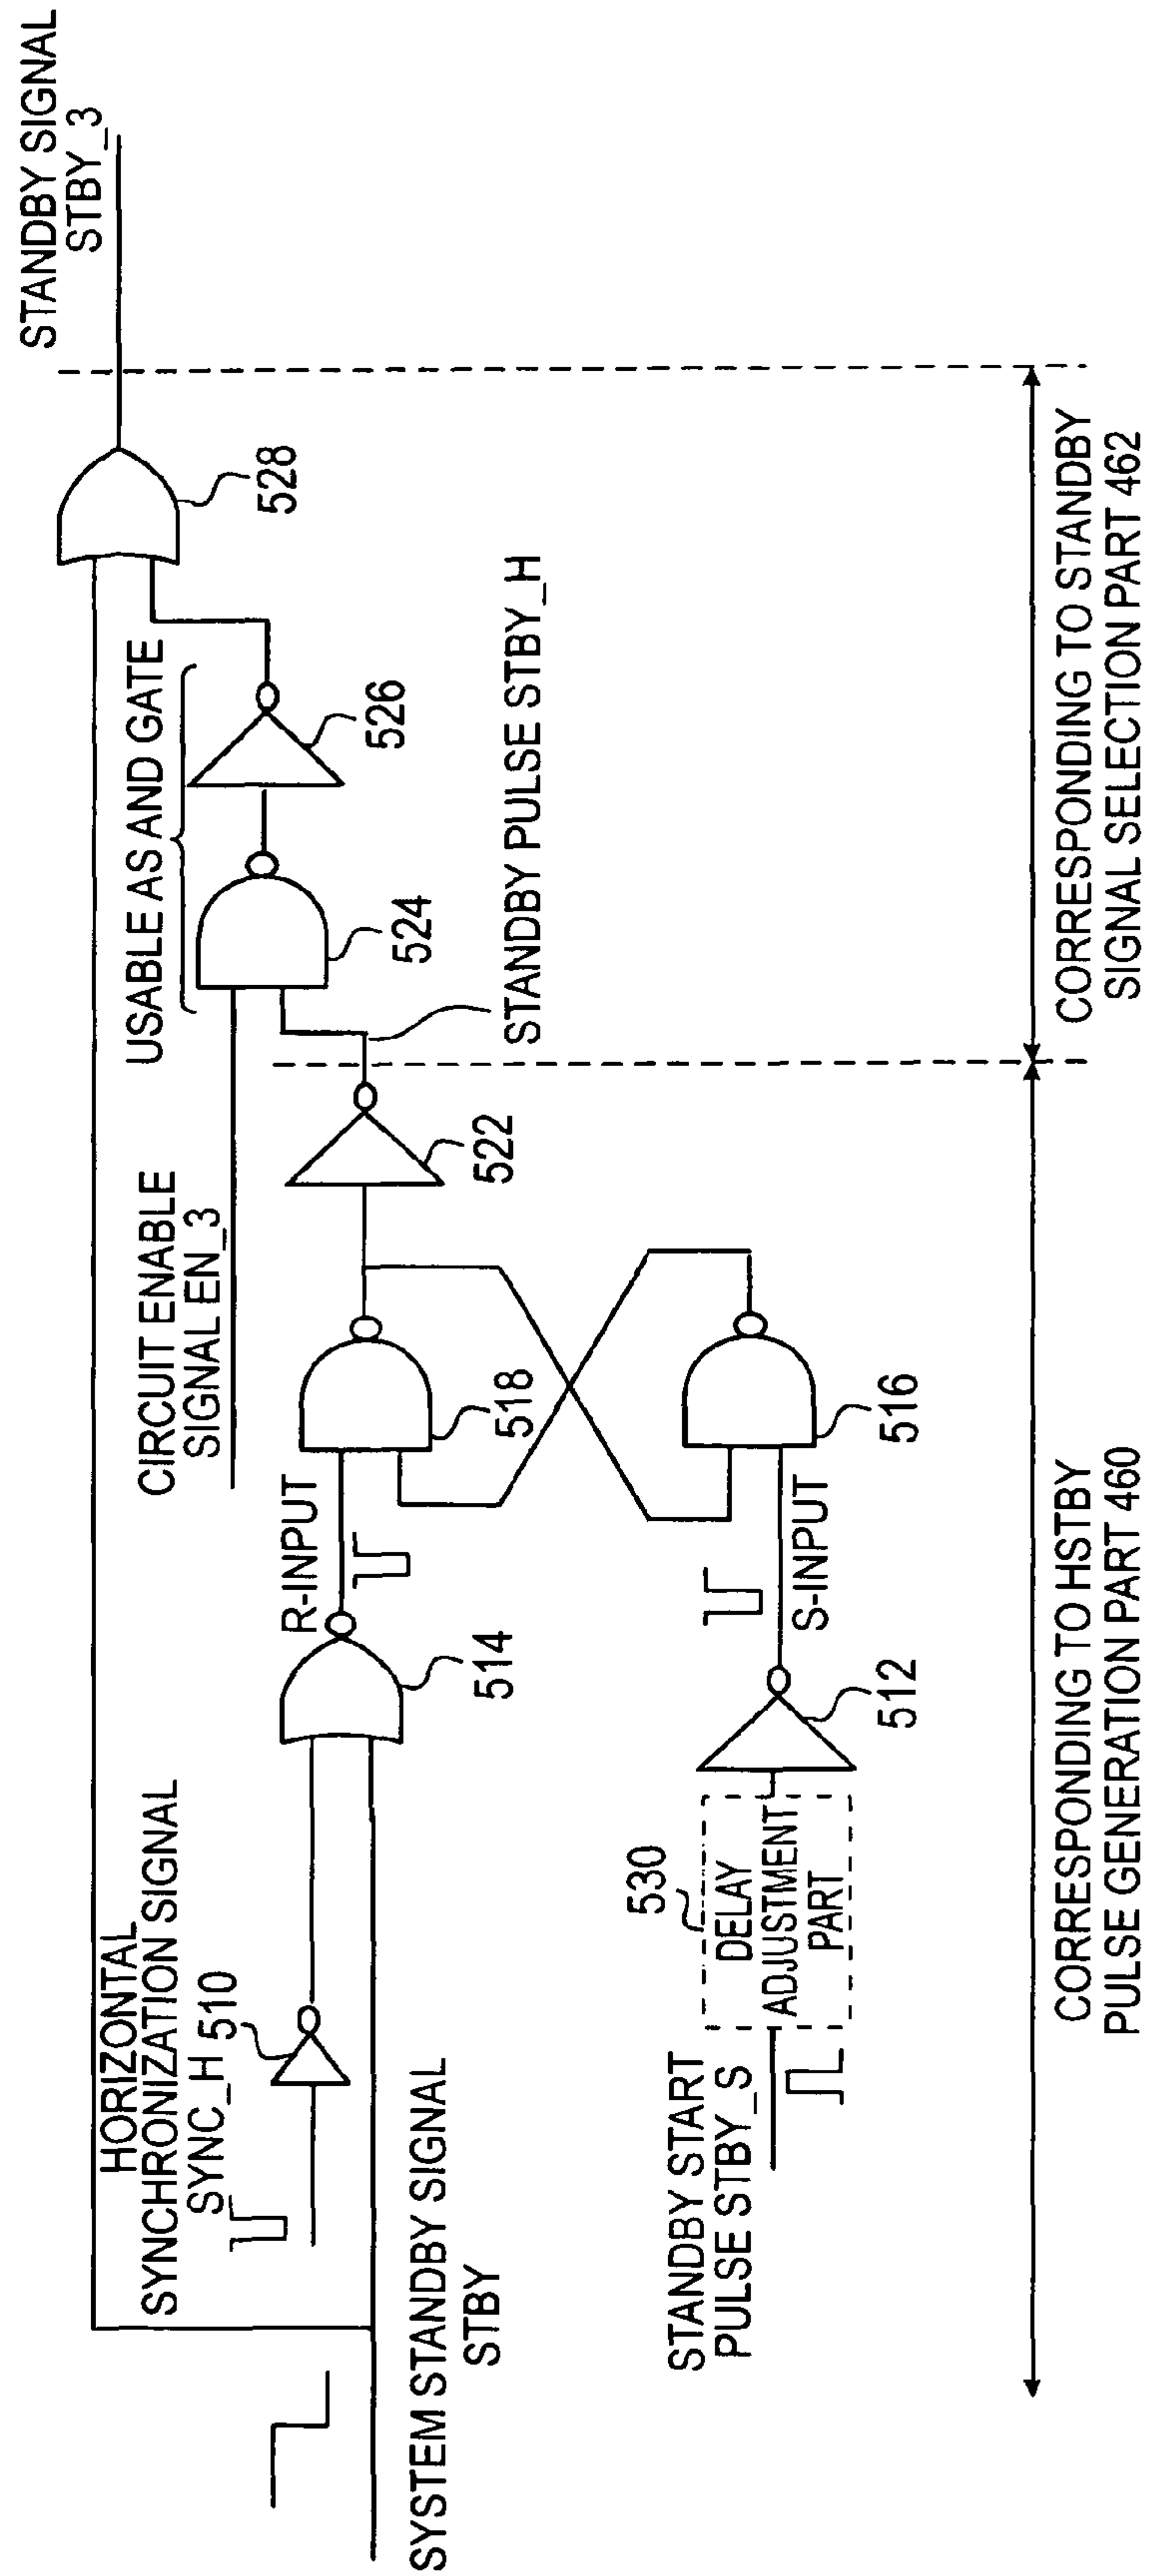 STANDBY SIGNAL
STBY_3
528
USABLE AS AND GATE
526
524
STANDBY PULSE STBY_H
CIRCUIT ENABLE
SIGNAL EN_3
522
518
516
R-INPUT
S-INPUT
514
512
HORIZONTAL
SYNCHRONIZATION SIGNAL
SYNC_H
510
530
DELAY
ADJUSTMENT
PART
SYSTEM STANDBY SIGNAL
STBY
STANDBY START
PULSE STBY_S
CORRESPONDING TO HSTBY
PULSE GENERATION PART 460
CORRESPONDING TO STANDBY
SIGNAL SELECTION PART 462